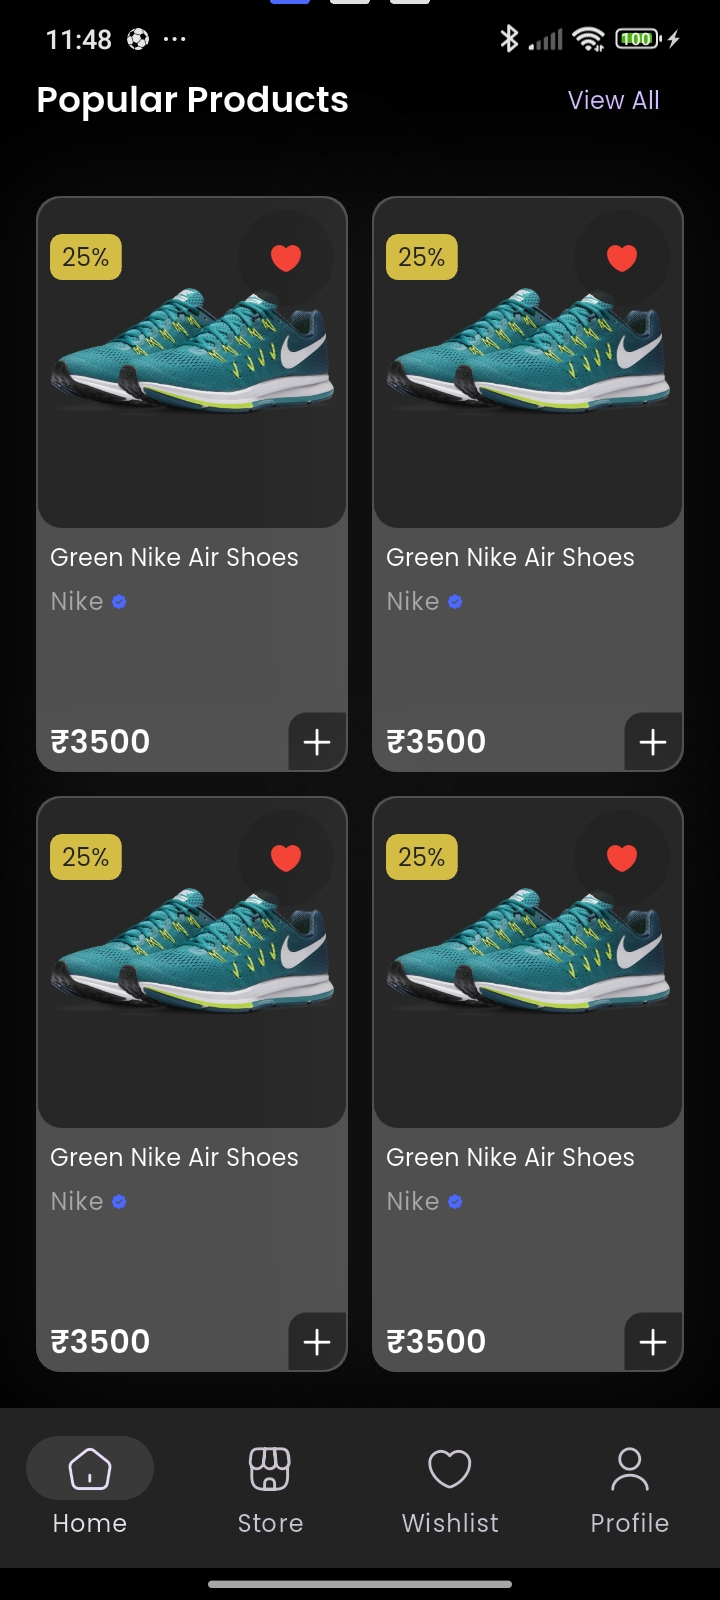 11:48
100
Popular Products
View All
25%
25%
Green Nike Air Shoes
Green Nike Air Shoes
Nike
Nike
₹3500
₹3500
25%
25%
Green Nike Air Shoes
Green Nike Air Shoes
Nike
Nike
₹3500
₹3500
Home
Store
Wishlist
Profile